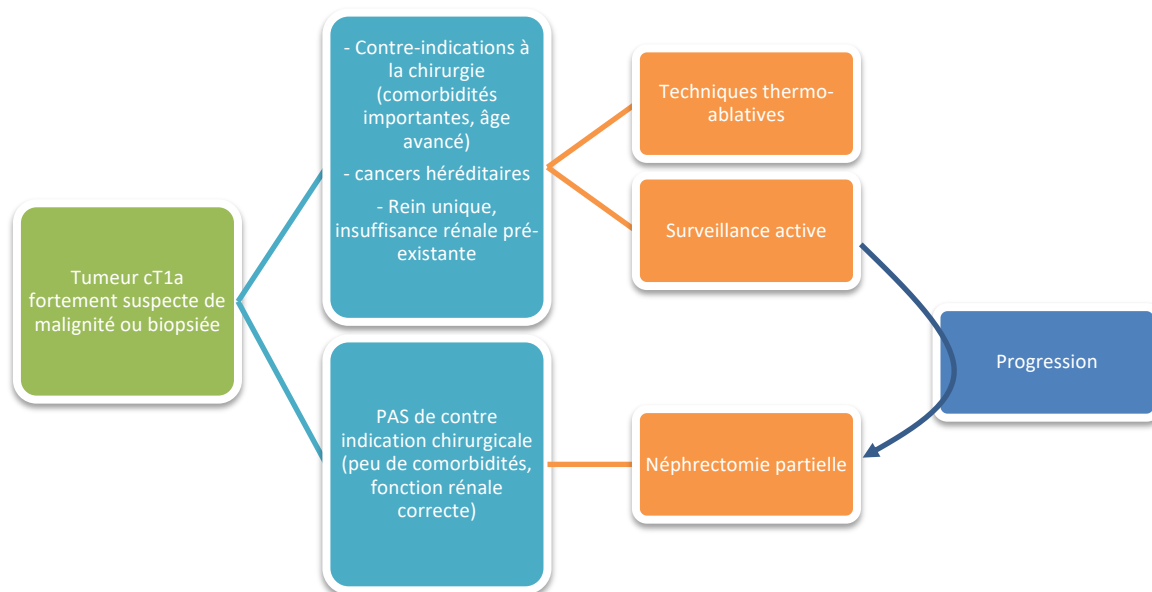 Tumeur cT1a
fortement suspecte de
malignité ou biopsiée
- Contre-indications à
la chirurgie
(comorbidités
importantes, âge
avancé)
- cancers héréditaires
- Rein unique,
insuffisance rénale pré-
existante
Techniques thermo-
ablatives
Surveillance active
Progression
PAS de contre
indication chirurgicale
(peu de comorbidités,
fonction rénale
correcte)
Néphrectomie partielle